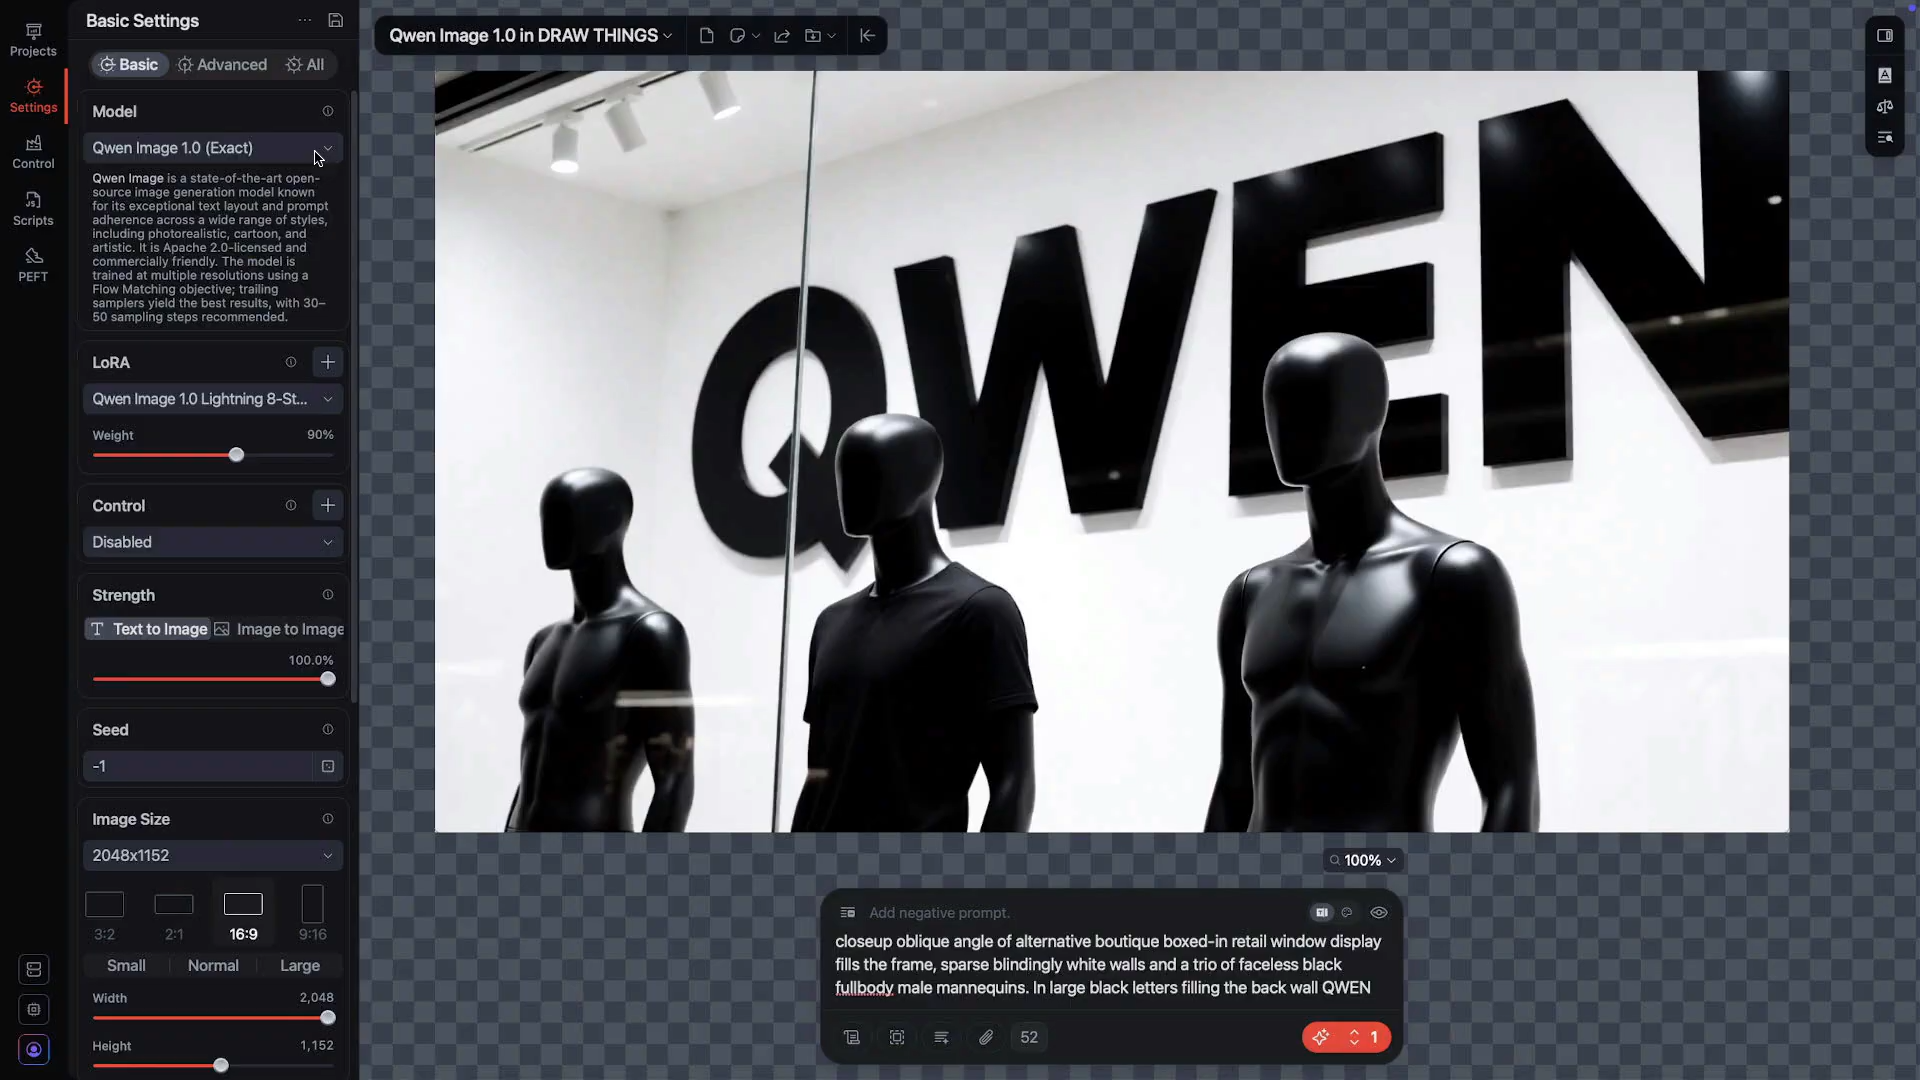 Projects
Settings
Control
Scripts
PEFT
Basic Settings
Basic
Advanced
All
Model
Qwen Image 1.0 (Exact)
Qwen Image is a state-of-the-art open-
source image generation model known
for its exceptional text layout and prompt
adherence across a wide range of styles,
including photorealistic, cartoon, and
artistic. It is Apache 2.0-licensed and
commercially friendly. The model is
trained at multiple resolutions using a
Flow Matching objective; trailing
samplers yield the best results, with 30–
50 sampling steps recommended.
LoRA
Qwen Image 1.0 Lightning 8-St...
Weight 90%
Control
Disabled
Strength
Text to Image Image to Image
100.0%
Seed
-1
Image Size
2048x1152
3:2 2:1 16:9 9:16
Small Normal Large
Width 2,048
Height 1,152
Qwen Image 1.0 in DRAW THINGS
QWEN
100%
Add negative prompt.
closeup oblique angle of alternative boutique boxed-in retail window display
fills the frame, sparse blindingly white walls and a trio of faceless black
fullbody male mannequins. In large black letters filling the back wall QWEN
52
1